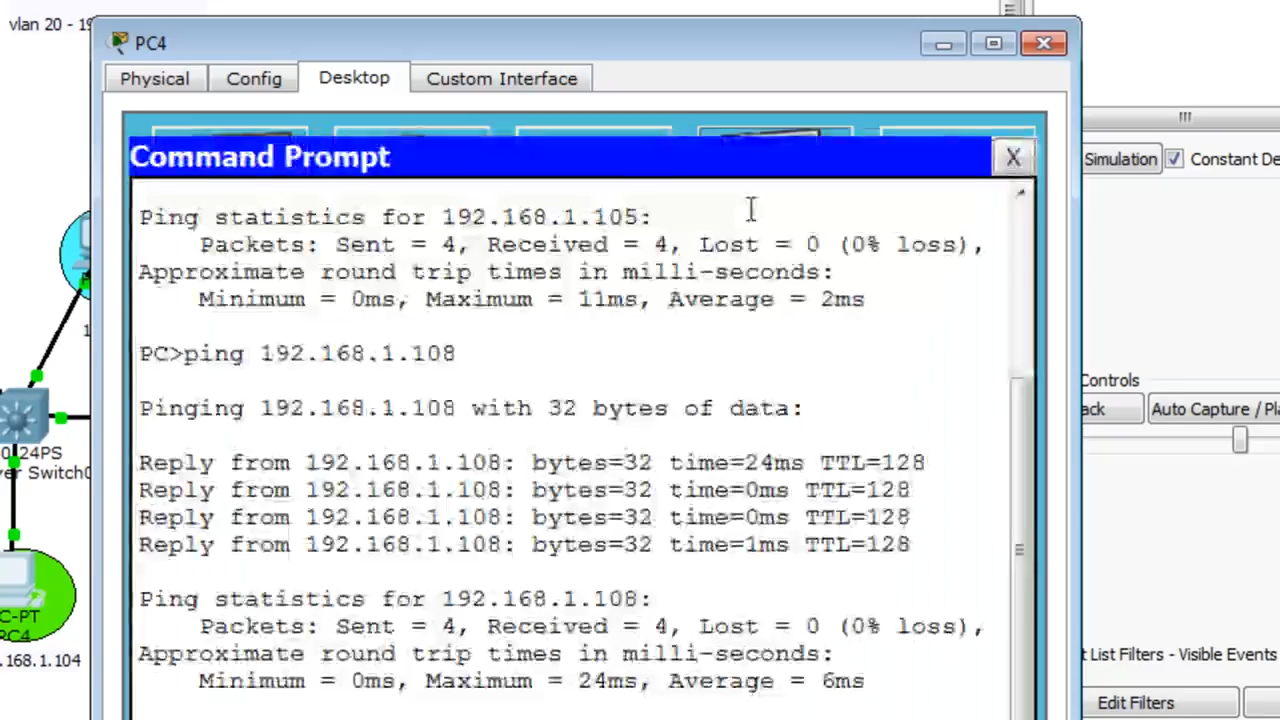 vlan 20 - 19
PC4
Physical
Config
Desktop
Custom Interface
Command Prompt
X
Simulation
Constant De
Ping statistics for 192.168.1.105:
Packets: Sent = 4, Received = 4, Lost = 0 (0% loss),
Approximate round trip times in milli-seconds:
Minimum = 0ms, Maximum = 11ms, Average = 2ms
PC>ping 192.168.1.108
Pinging 192.168.1.108 with 32 bytes of data:
Reply from 192.168.1.108: bytes=32 time=24ms TTL=128
Reply from 192.168.1.108: bytes=32 time=0ms TTL=128
Reply from 192.168.1.108: bytes=32 time=0ms TTL=128
Reply from 192.168.1.108: bytes=32 time=1ms TTL=128
Ping statistics for 192.168.1.108:
Packets: Sent = 4, Received = 4, Lost = 0 (0% loss),
Approximate round trip times in milli-seconds:
Minimum = 0ms, Maximum = 24ms, Average = 6ms
1
0 24PS
er Switch0
C-PT
PC4
.168.1.104
Controls
ack
Auto Capture / Pla
t List Filters - Visible Events
Edit Filters